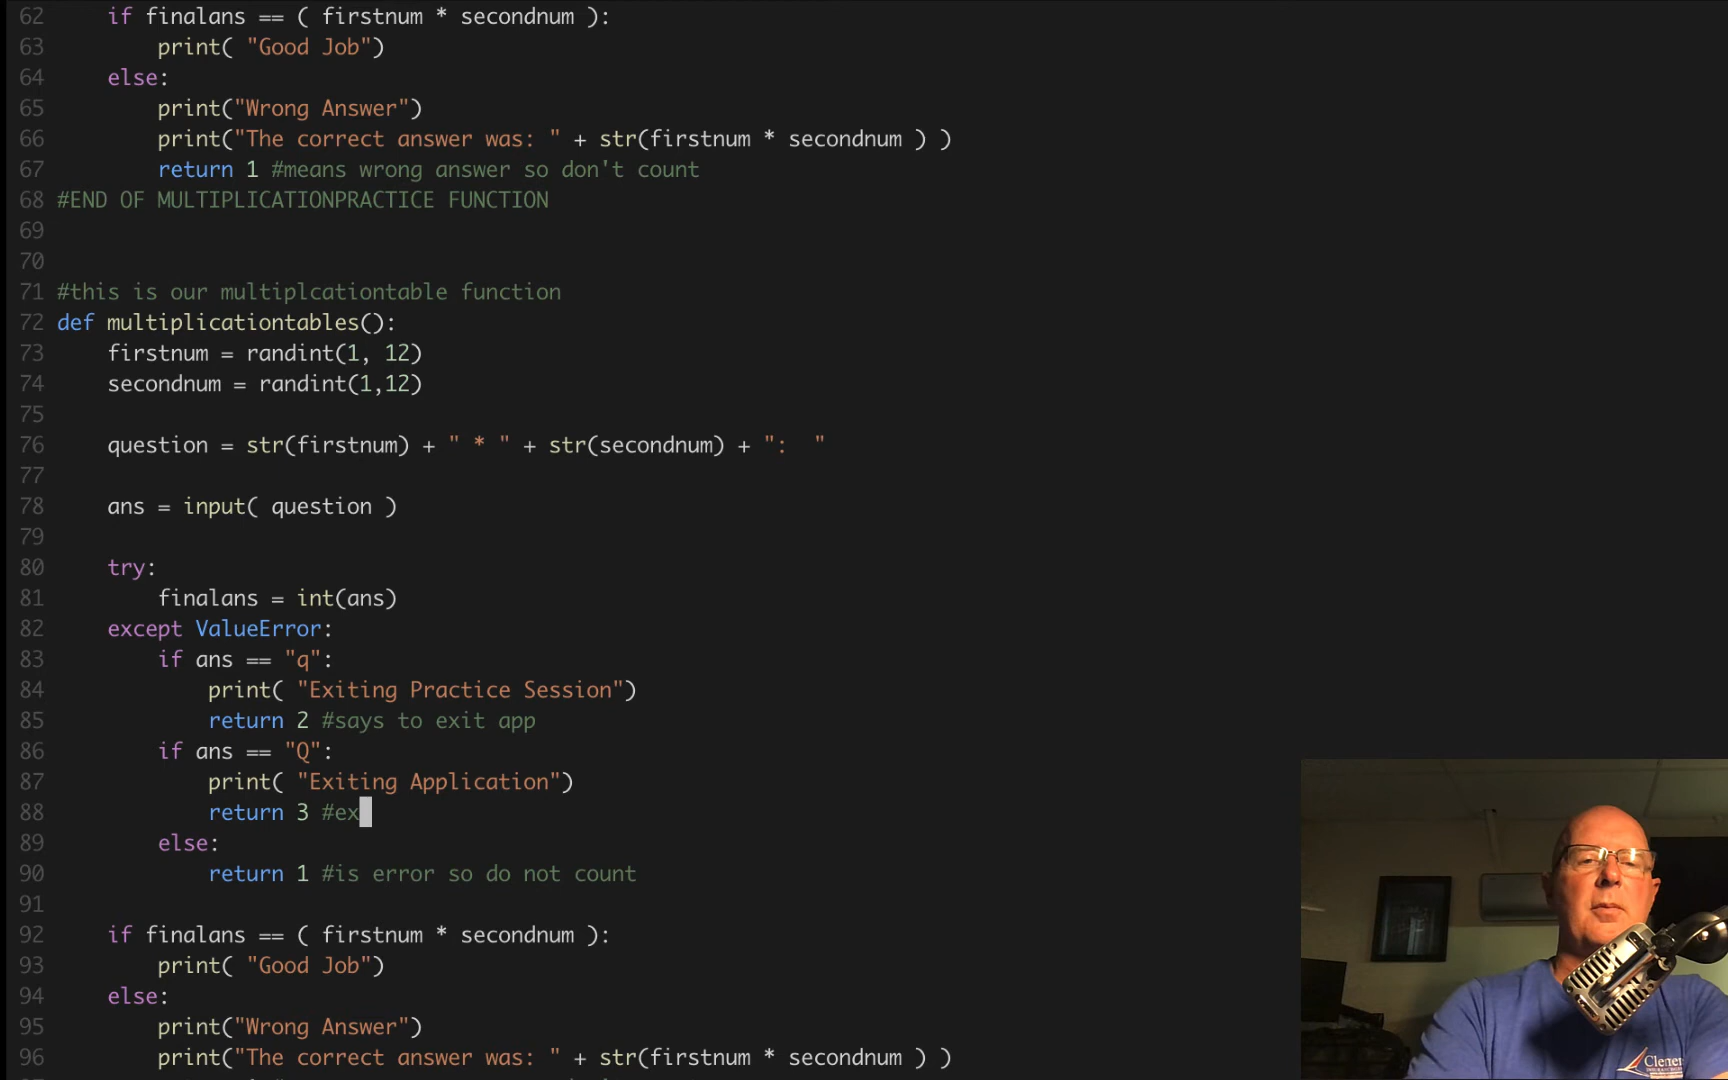 62 if finalans == ( firstnum * secondnum ):
63 print( "Good Job")
64 else:
65 print("Wrong Answer")
66 print("The correct answer was: " + str(firstnum * secondnum ) )
67 return 1 #means wrong answer so don't count
68 #END OF MULTIPLICATIONPRACTICE FUNCTION
69
70
71 #this is our multiplcationtable function
72 def multiplicationtables():
73 firstnum = randint(1, 12)
74 secondnum = randint(1,12)
75
76 question = str(firstnum) + " * " + str(secondnum) + ":  "
77
78 ans = input( question )
79
80 try:
81 finalans = int(ans)
82 except ValueError:
83 if ans == "q":
84 print( "Exiting Practice Session")
85 return 2 #says to exit app
86 if ans == "Q":
87 print( "Exiting Application")
88 return 3 #ex
89 else:
90 return 1 #is error so do not count
91
92 if finalans == ( firstnum * secondnum ):
93 print( "Good Job")
94 else:
95 print("Wrong Answer")
96 print("The correct answer was: " + str(firstnum * secondnum ) )